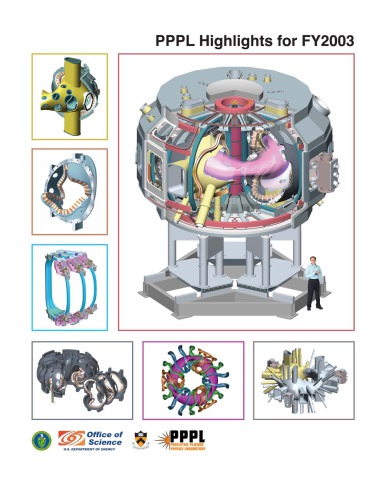 PPPL Highlights for FY2003
Office of
Science
U.S. DEPARTMENT OF ENERGY
PPPL
PRINCETON PLASMA
PHYSICS LABORATORY